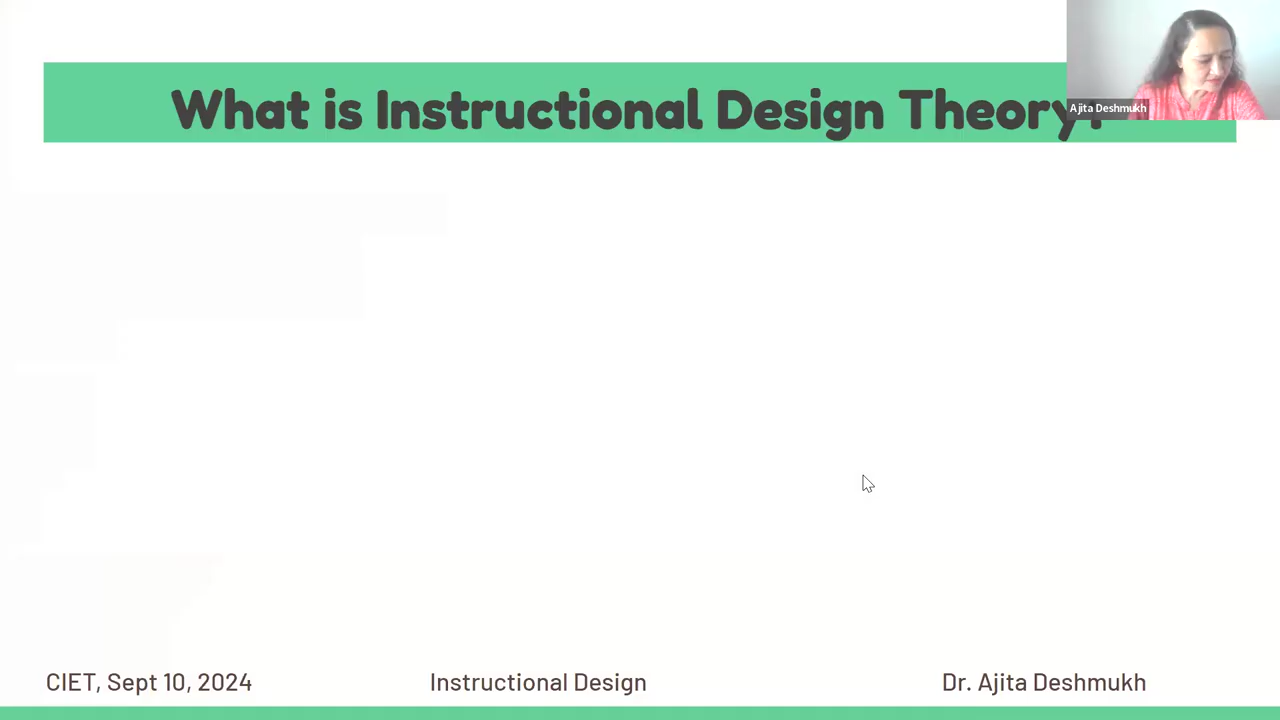 What is Instructional Design Theory?
Ajita Deshmukh
CIET, Sept 10, 2024
Instructional Design
Dr. Ajita Deshmukh